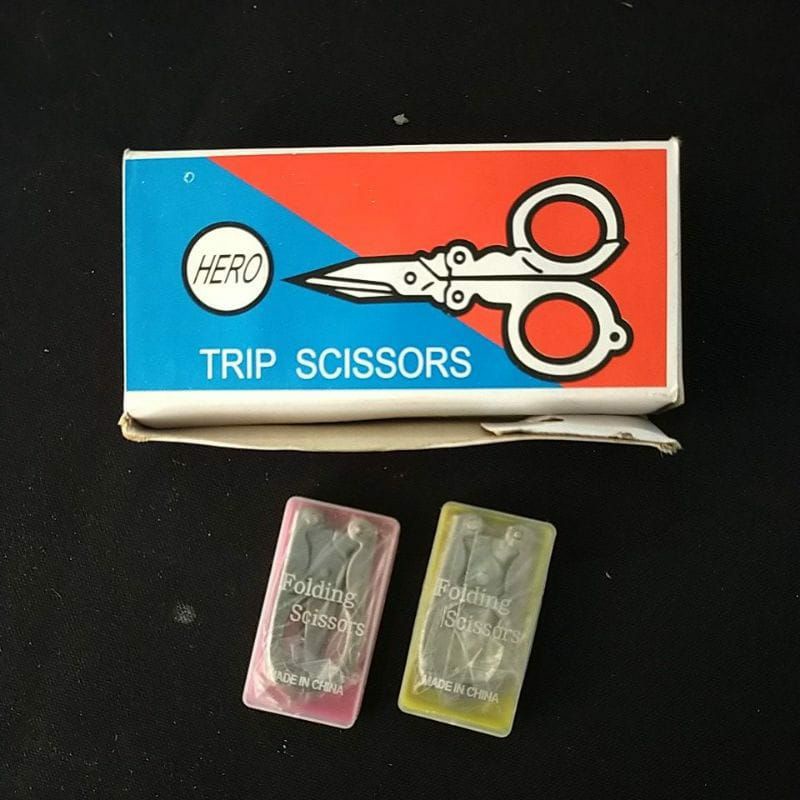 HERO
TRIP SCISSORS
Folding
Scissors
MADE IN CHINA
Folding
Scissors
MADE IN CHINA